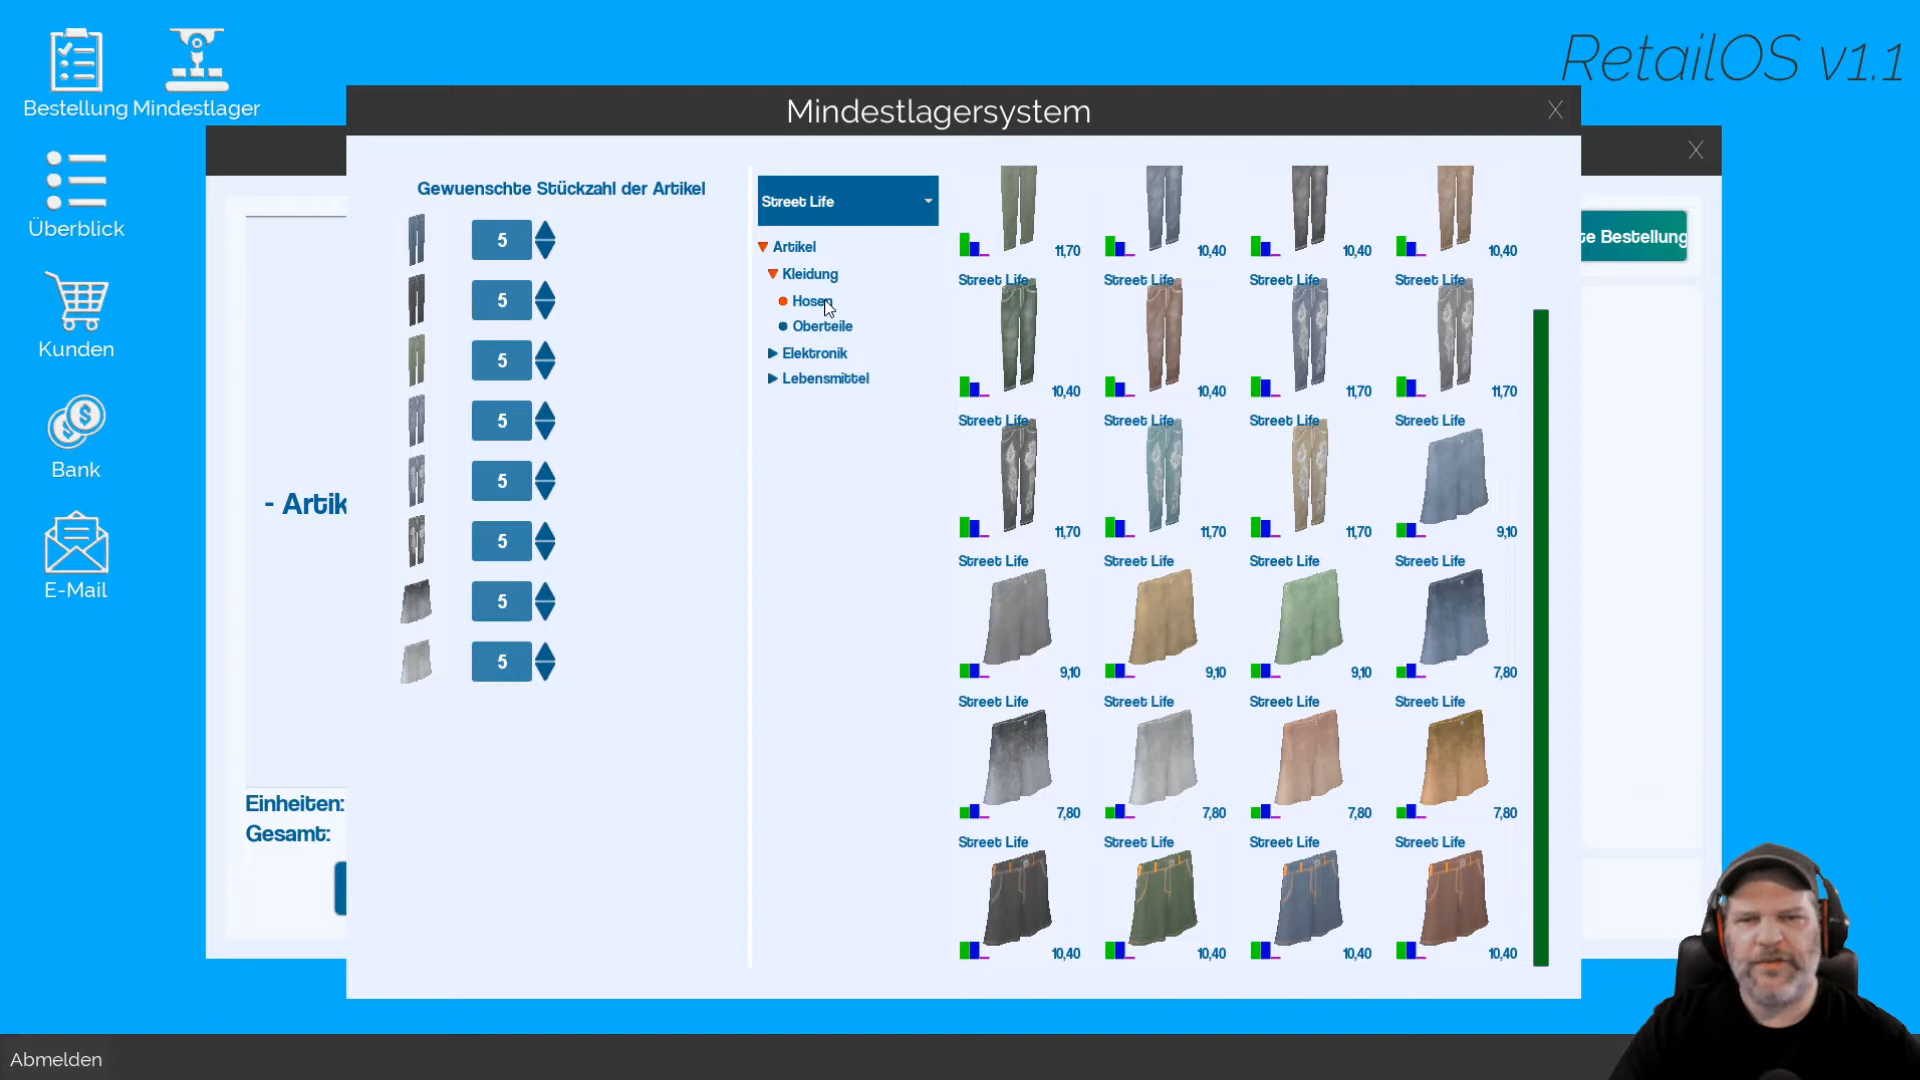 RetailOS v1.1
Bestellung
Mindestlager
Überblick
Kunden
Bank
E-Mail
Mindestlagersystem
X
X
Gewuenschte Stückzahl der Artikel
5
5
5
5
5
5
5
5
Street Life
Artikel
Kleidung
Hosen
Oberteile
Elektronik
Lebensmittel
11,70 10,40 10,40 10,40
Street Life Street Life Street Life Street Life
10,40 10,40 11,70 11,70
Street Life Street Life Street Life Street Life
11,70 11,70 11,70 9,10
Street Life Street Life Street Life Street Life
9,10 9,10 9,10 7,80
Street Life Street Life Street Life Street Life
7,80 7,80 7,80 7,80
Street Life Street Life Street Life Street Life
10,40 10,40 10,40 10,40
te Bestellung
- Artik
Einheiten:
Gesamt:
Abmelden